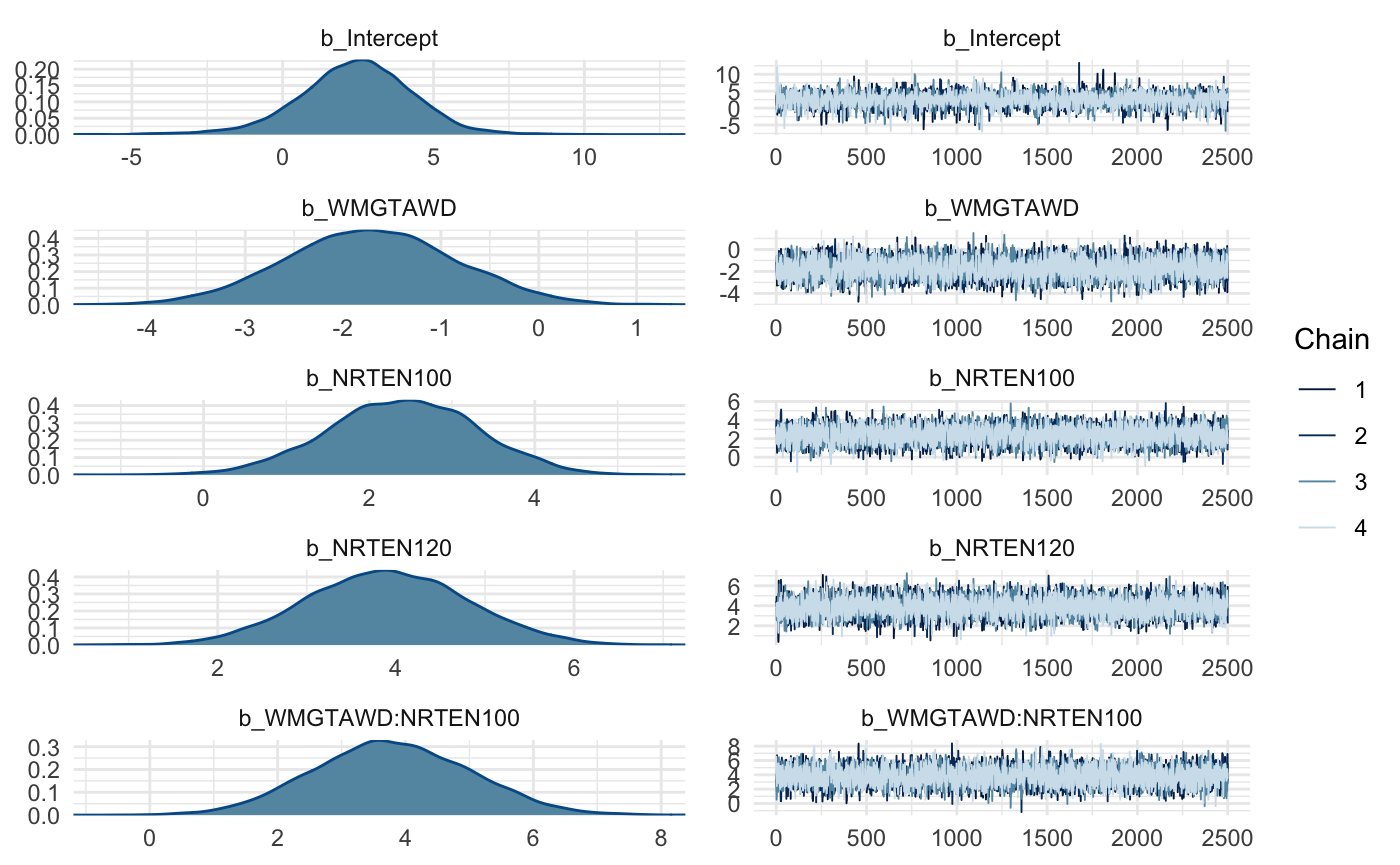 b_Intercept b_Intercept
0.20
0.15
0.10
0.05
0.00
-5 0 5 10
10
5
0
-5
0 500 1000 1500 2000 2500
b_WMGTAWD b_WMGTAWD
0.4
0.3
0.2
0.1
0.0
-4 -3 -2 -1 0 1
0
-2
-4
0 500 1000 1500 2000 2500
b_NRTEN100 b_NRTEN100
0.4
0.3
0.2
0.1
0.0
0 2 4
6
4
2
0
0 500 1000 1500 2000 2500
b_NRTEN120 b_NRTEN120
0.4
0.3
0.2
0.1
0.0
2 4 6
6
4
2
0 500 1000 1500 2000 2500
b_WMGTAWD:NRTEN100 b_WMGTAWD:NRTEN100
0.3
0.2
0.1
0.0
0 2 4 6 8
8
6
4
2
0
0 500 1000 1500 2000 2500
Chain
1
2
3
4